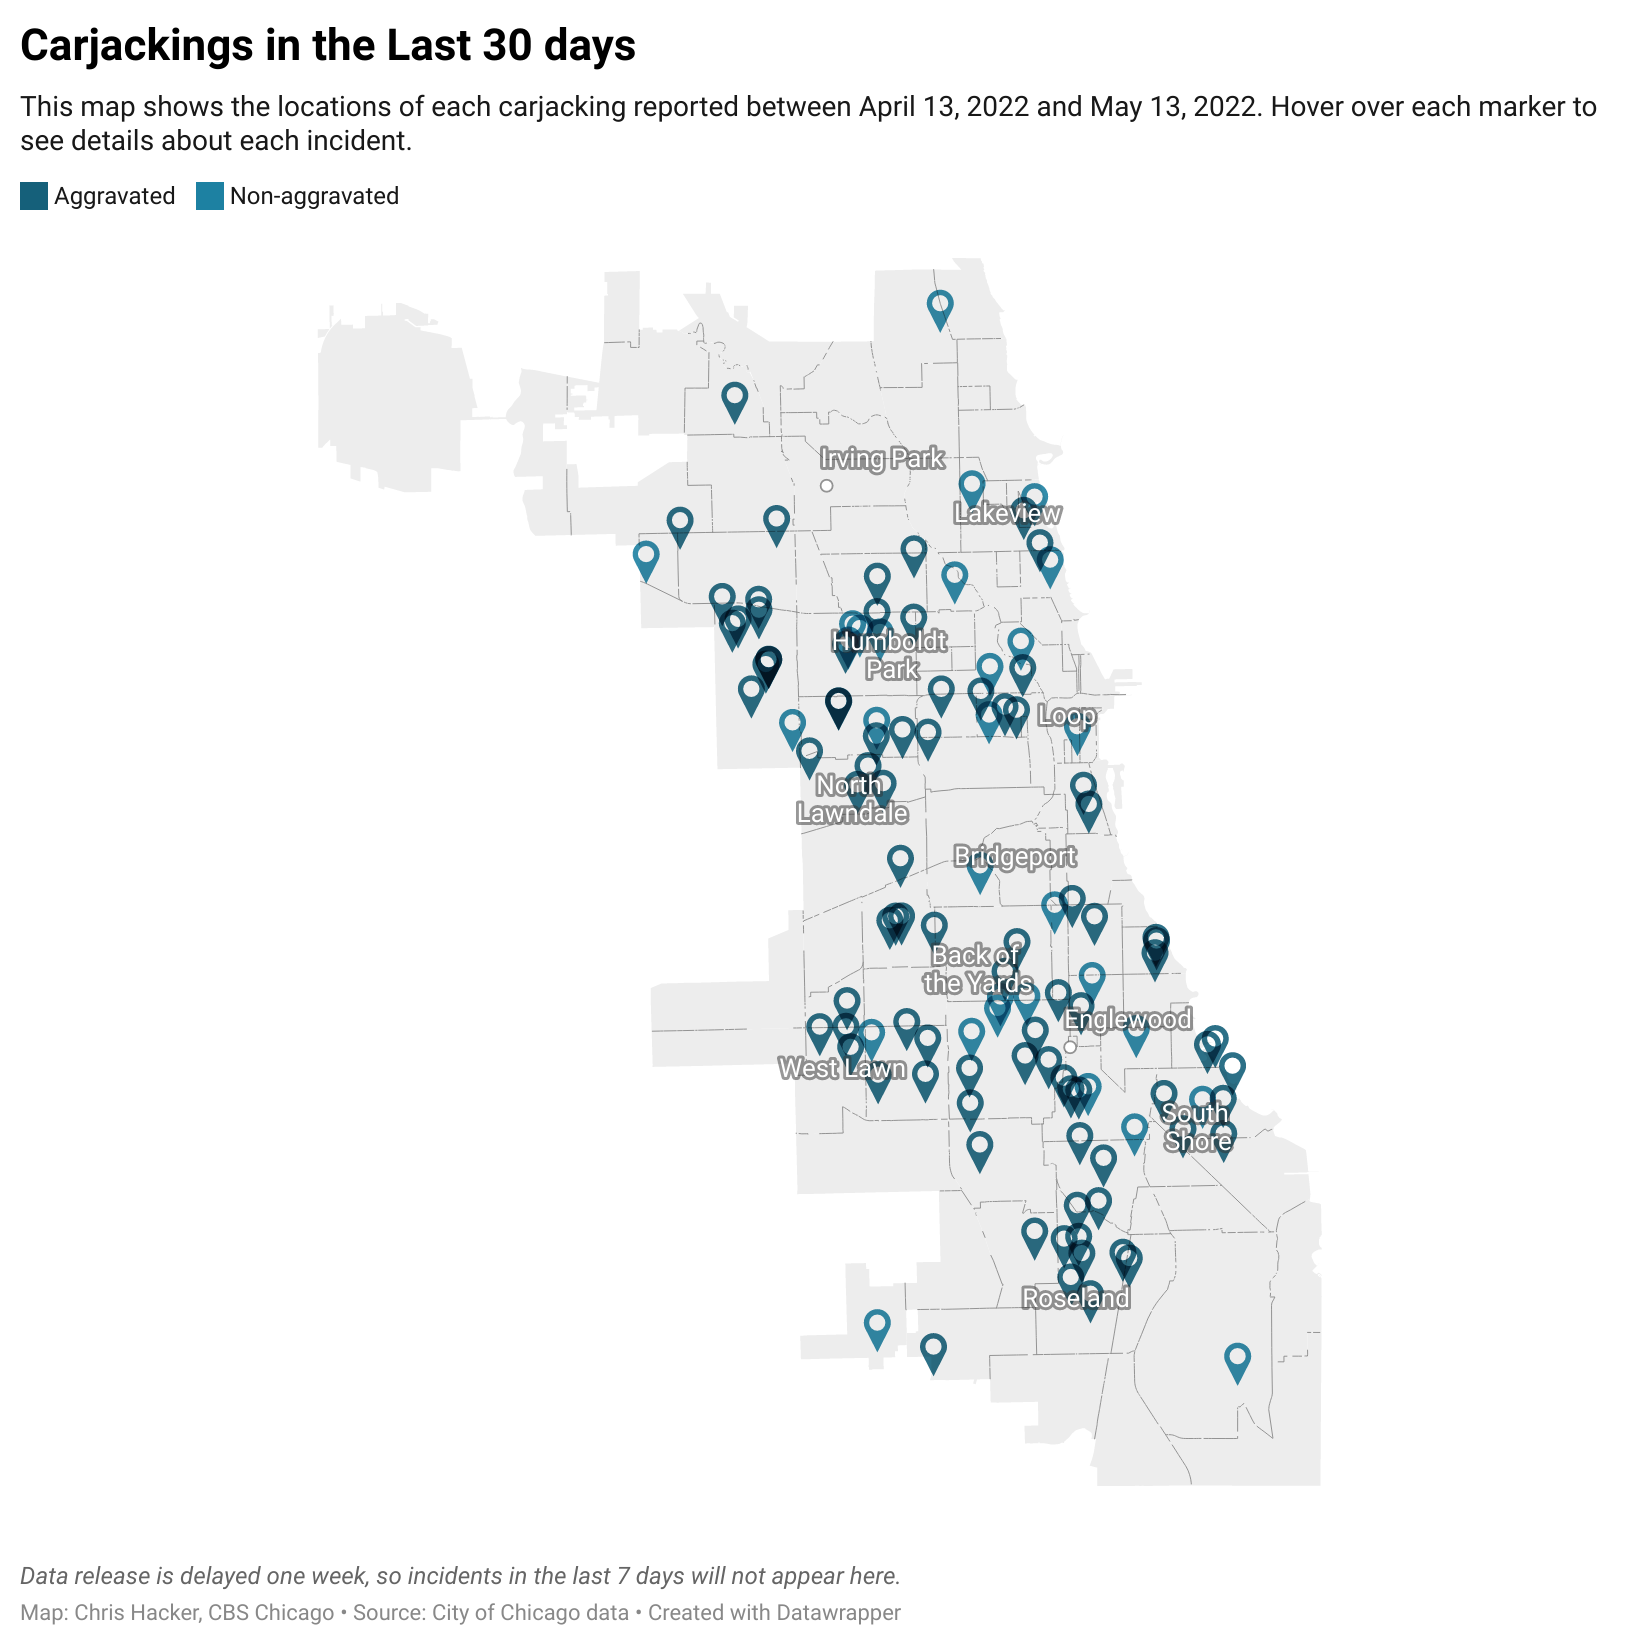 Carjackings in the Last 30 days
This map shows the locations of each carjacking reported between April 13, 2022 and May 13, 2022. Hover over each marker to
see details about each incident.
Aggravated
Non-aggravated
Irving Park
Lakeview
Humboldt
Park
Loop
North
Lawndale
Bridgeport
Back of
the Yards
Englewood
West Lawn
South
Shore
Roseland
Data release is delayed one week, so incidents in the last 7 days will not appear here.
Map: Chris Hacker, CBS Chicago • Source: City of Chicago data • Created with Datawrapper